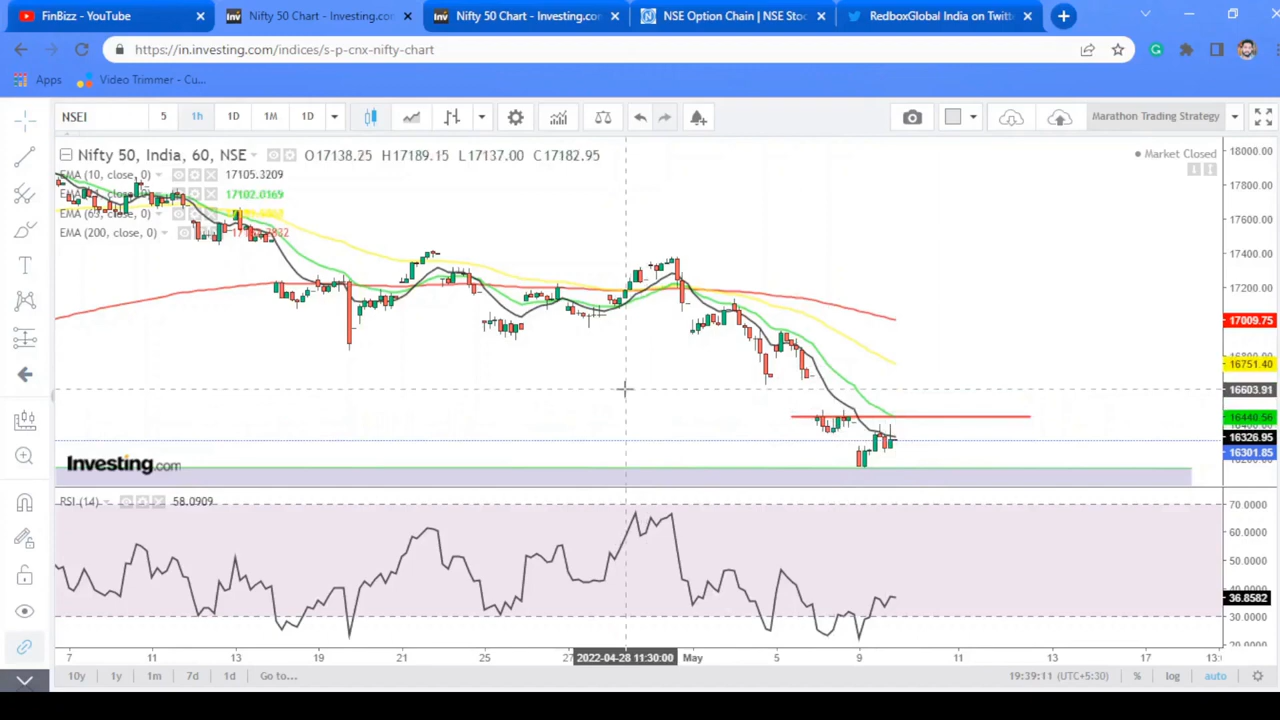 FinBizz - YouTube
Nifty 50 Chart - Investing.com
Nifty 50 Chart - Investing.com
NSE Option Chain | NSE Stoc
RedboxGlobal India on Twitt
https://in.investing.com/indices/s-p-cnx-nifty-chart
Apps
Video Trimmer - Cu...
NSEI
5
1h
1D
1M
1D
Marathon Trading Strategy
Nifty 50, India, 60, NSE
O17138.25 H17189.15 L17137.00 C17182.95
Market Closed
EMA (10, close, 0) 17105.3209
close, 0) 17102.0169
EMA (63, close, 0)
EMA (200, close, 0)
18000.00
17800.00
17600.00
17400.00
17200.00
17009.75
16751.40
16603.91
16440.56
16326.95
16301.85
Investing.com
RSI (14) 58.0909
70.0000
60.0000
50.0000
36.8582
30.0000
20.0000
7
11
13
19
21
25
27
2022-04-28 11:30:00
May
5
9
11
13
17
13:
10y
1y
1m
7d
1d
Go to...
19:39:11 (UTC+5:30)
%
log
auto